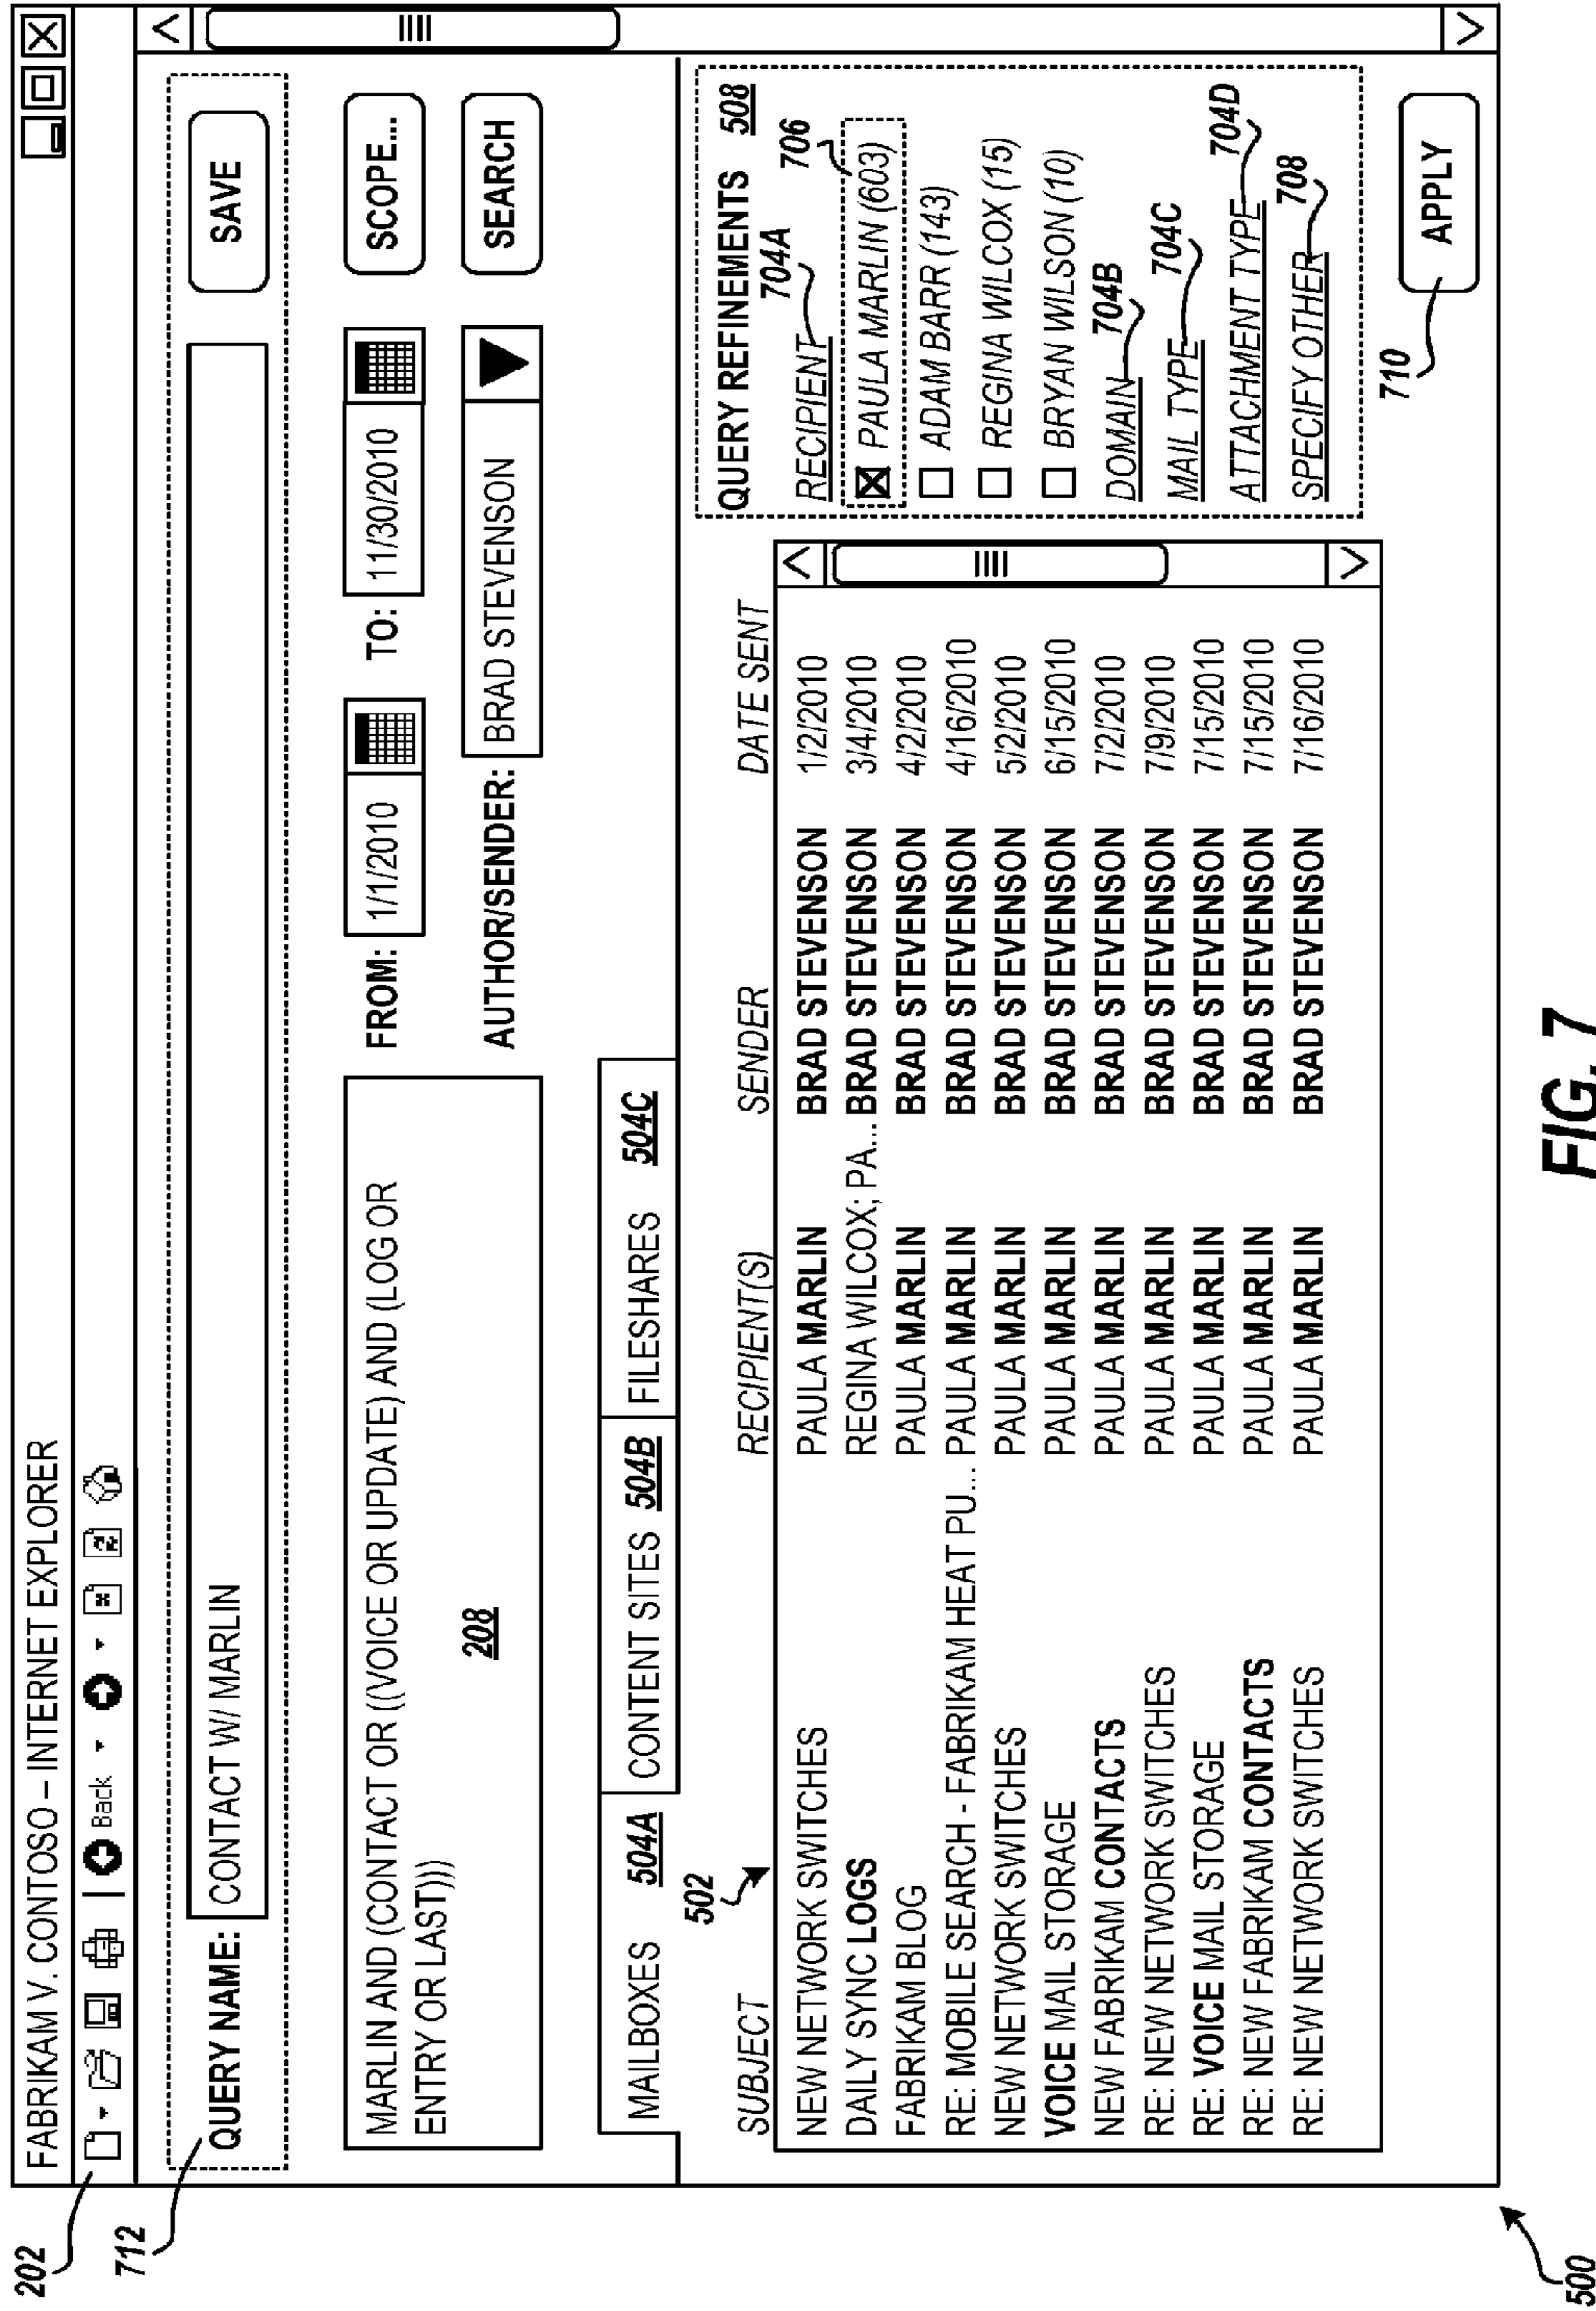 202
FABRIKAM V. CONTOSO – INTERNET EXPLORER
Back
712
QUERY NAME: CONTACT W/ MARLIN SAVE
MARLIN AND (CONTACT OR ((VOICE OR UPDATE) AND (LOG OR
ENTRY OR LAST)))
208
FROM: 1/1/2010 TO: 11/30/2010 SCOPE...
AUTHOR/SENDER: BRAD STEVENSON SEARCH
MAILBOXES 504A CONTENT SITES 504B FILESHARES 504C
502
SUBJECT RECIPIENT(S) SENDER DATE SENT
NEW NETWORK SWITCHES PAULA MARLIN BRAD STEVENSON 1/2/2010
DAILY SYNC LOGS REGINA WILCOX; PA... BRAD STEVENSON 3/4/2010
FABRIKAM BLOG PAULA MARLIN BRAD STEVENSON 4/2/2010
RE: MOBILE SEARCH - FABRIKAM HEAT PU... PAULA MARLIN BRAD STEVENSON 4/16/2010
NEW NETWORK SWITCHES PAULA MARLIN BRAD STEVENSON 5/2/2010
VOICE MAIL STORAGE PAULA MARLIN BRAD STEVENSON 6/15/2010
NEW FABRIKAM CONTACTS PAULA MARLIN BRAD STEVENSON 7/2/2010
RE: NEW NETWORK SWITCHES PAULA MARLIN BRAD STEVENSON 7/9/2010
RE: VOICE MAIL STORAGE PAULA MARLIN BRAD STEVENSON 7/15/2010
RE: NEW FABRIKAM CONTACTS PAULA MARLIN BRAD STEVENSON 7/15/2010
RE: NEW NETWORK SWITCHES PAULA MARLIN BRAD STEVENSON 7/16/2010
QUERY REFINEMENTS 508
RECIPIENT 704A
706
PAULA MARLIN (603)
ADAM BARR (143)
REGINA WILCOX (15)
BRYAN WILSON (10)
DOMAIN 704B
MAIL TYPE 704C
ATTACHMENT TYPE 704D
SPECIFY OTHER 708
710
APPLY
500
FIG. 7